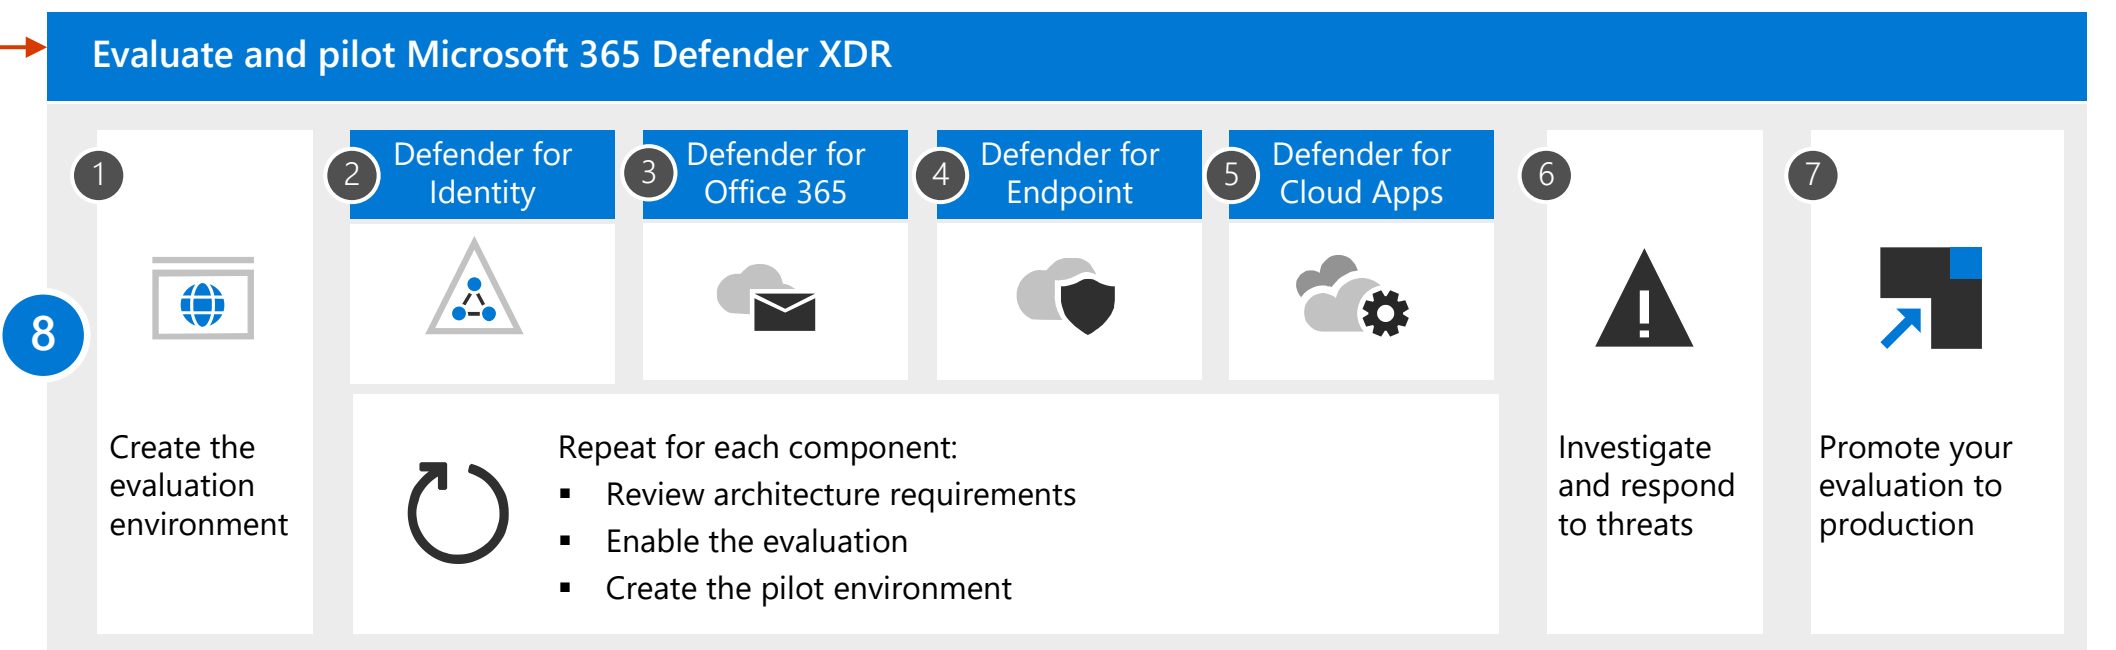 Evaluate and pilot Microsoft 365 Defender XDR
8
1
Create the
evaluation
environment
2
Defender for
Identity
3
Defender for
Office 365
4
Defender for
Endpoint
5
Defender for
Cloud Apps
Repeat for each component:
▪ Review architecture requirements
▪ Enable the evaluation
▪ Create the pilot environment
6
Investigate
and respond
to threats
7
Promote your
evaluation to
production